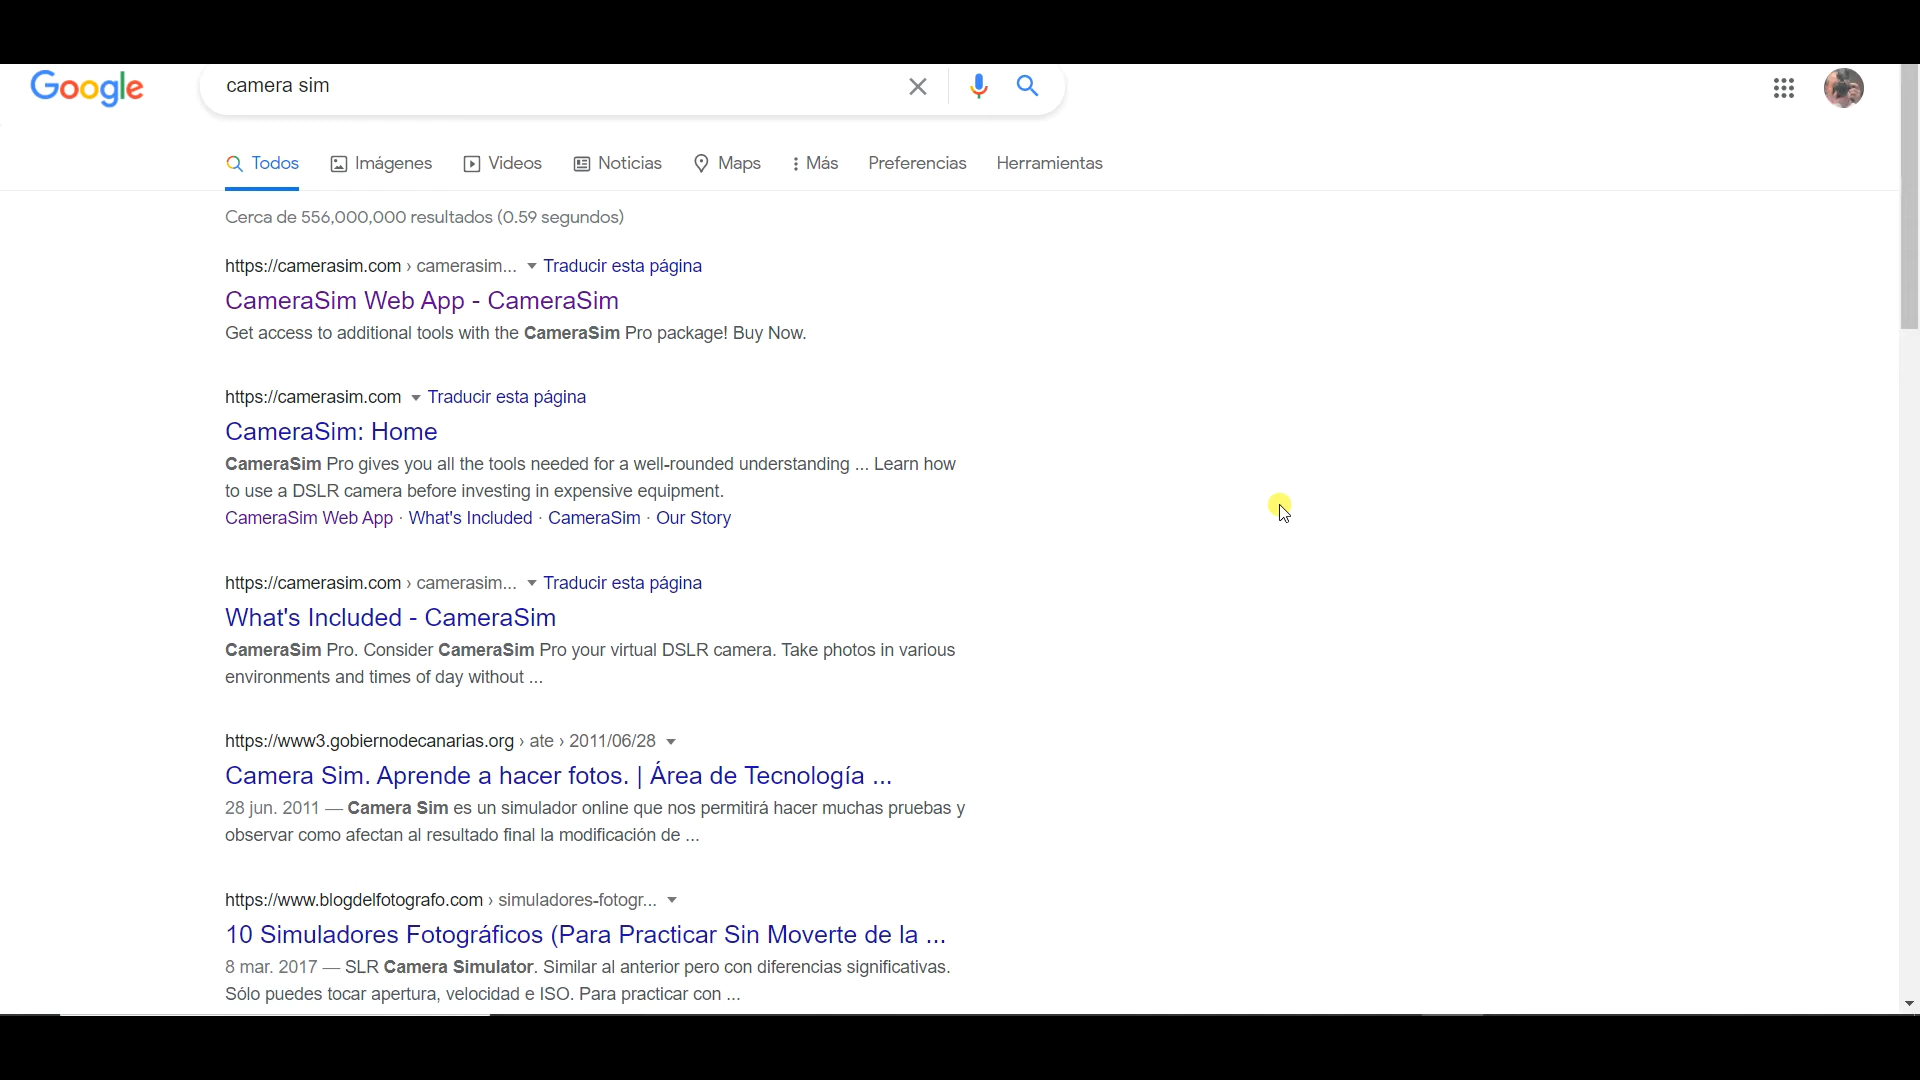 Google
camera sim
Todos Imágenes Videos Noticias Maps Más Preferencias Herramientas
Cerca de 556,000,000 resultados (0.59 segundos)
https://camerasim.com › camerasim... Traducir esta página
CameraSim Web App - CameraSim
Get access to additional tools with the CameraSim Pro package! Buy Now.
https://camerasim.com Traducir esta página
CameraSim: Home
CameraSim Pro gives you all the tools needed for a well-rounded understanding ... Learn how
to use a DSLR camera before investing in expensive equipment.
CameraSim Web App · What's Included · CameraSim · Our Story
https://camerasim.com › camerasim... Traducir esta página
What's Included - CameraSim
CameraSim Pro. Consider CameraSim Pro your virtual DSLR camera. Take photos in various
environments and times of day without ...
https://www3.gobiernodecanarias.org › ate › 2011/06/28
Camera Sim. Aprende a hacer fotos. | Área de Tecnología ...
28 jun. 2011 — Camera Sim es un simulador online que nos permitirá hacer muchas pruebas y
observar como afectan al resultado final la modificación de ...
https://www.blogdelfotografo.com › simuladores-fotogr...
10 Simuladores Fotográficos (Para Practicar Sin Moverte de la ...
8 mar. 2017 — SLR Camera Simulator. Similar al anterior pero con diferencias significativas.
Sólo puedes tocar apertura, velocidad e ISO. Para practicar con ...